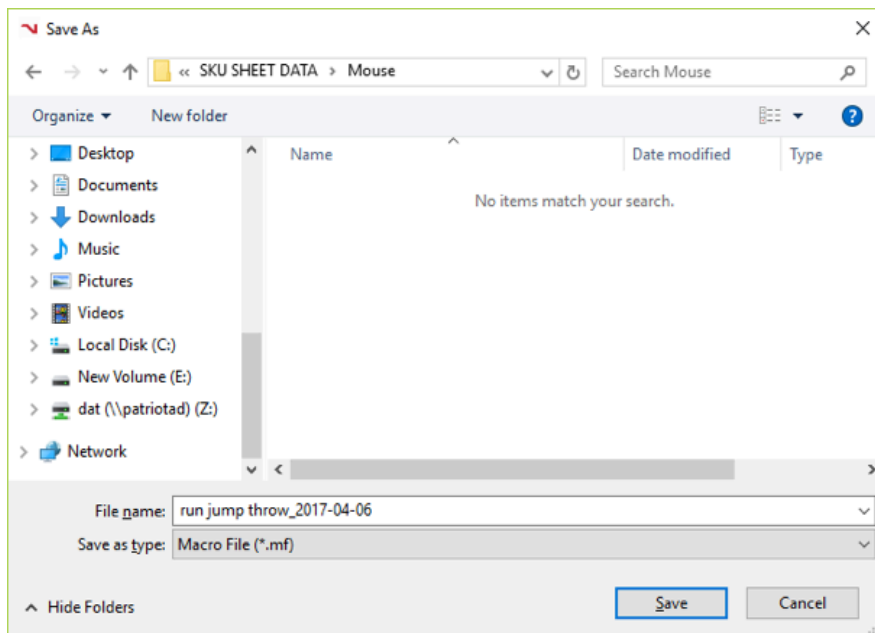 Save As
« SKU SHEET DATA > Mouse
Search Mouse
Organize
New folder
Name
Date modified
Type
No items match your search.
Desktop
Documents
Downloads
Music
Pictures
Videos
Local Disk (C:)
New Volume (E:)
dat (\\patriotad) (Z:)
Network
File name: run jump throw_2017-04-06
Save as type: Macro File (*.mf)
Hide Folders
Save
Cancel